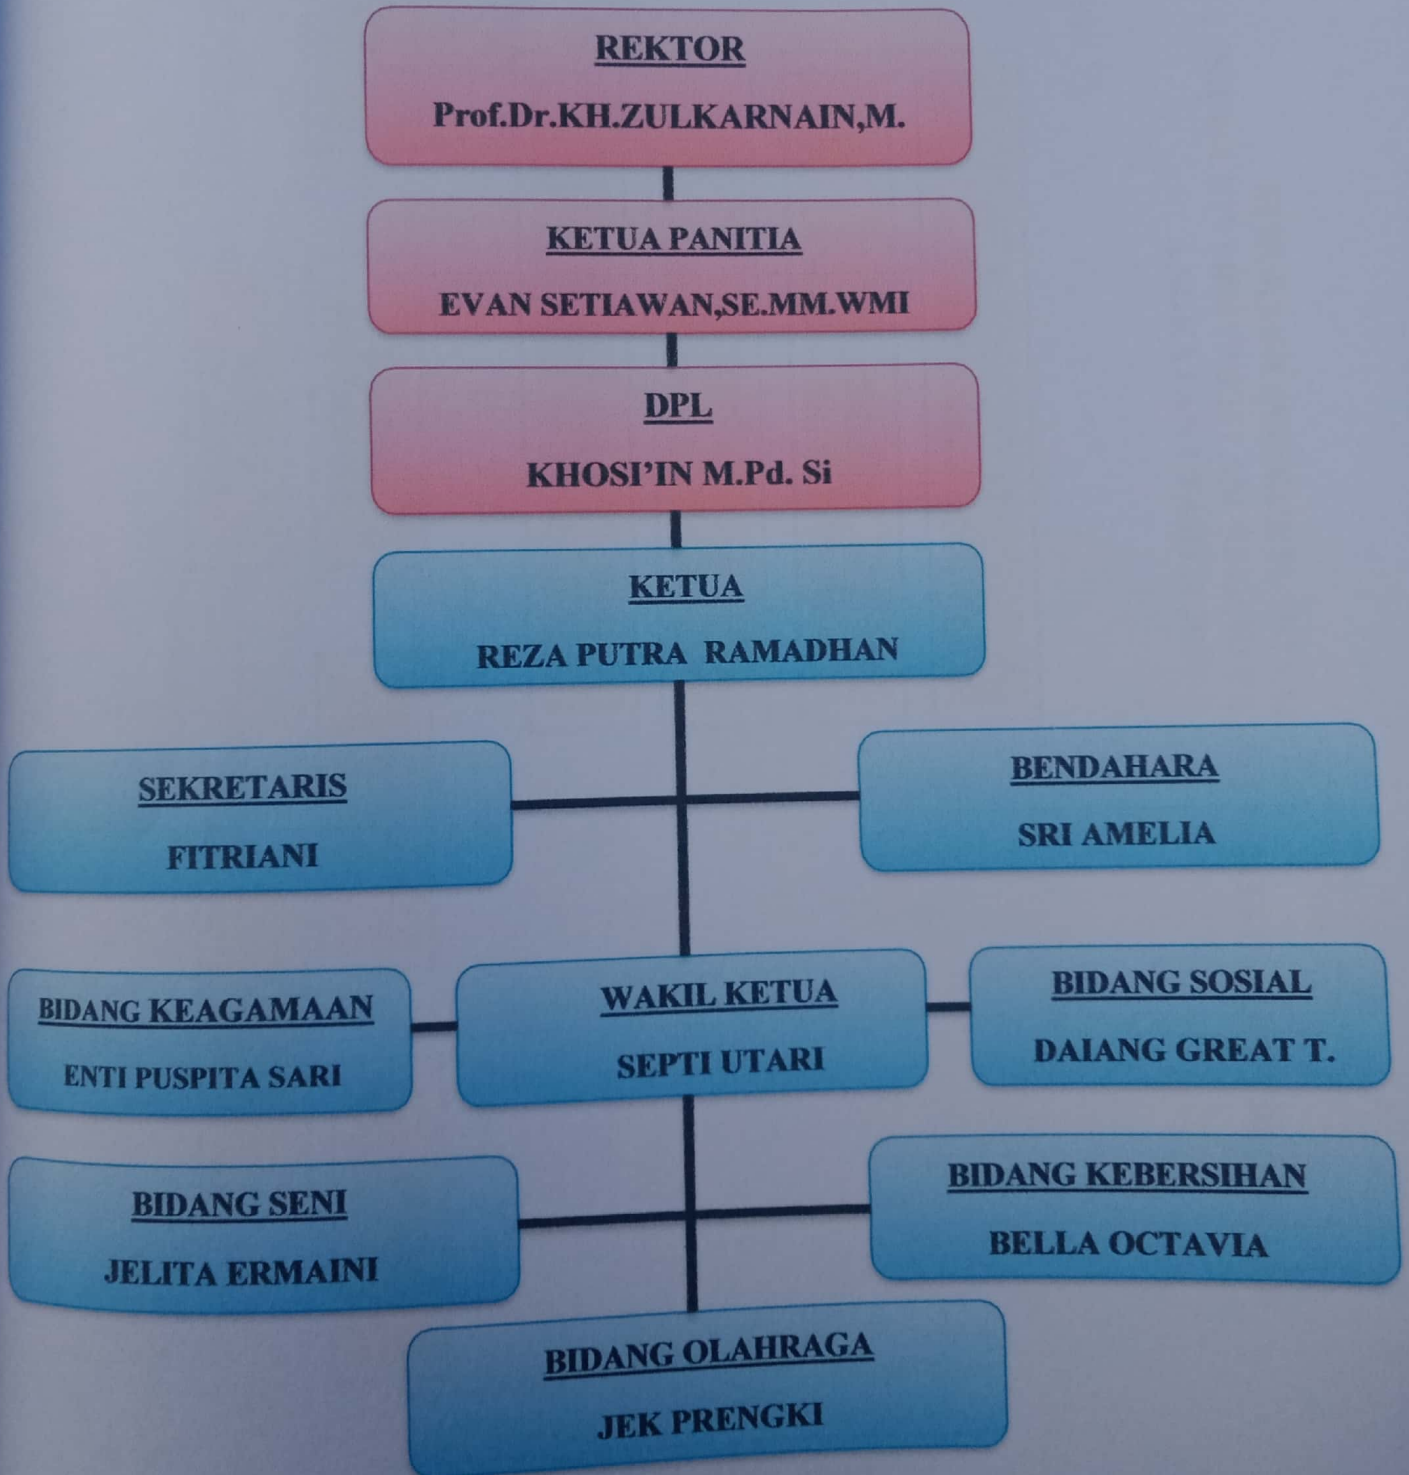 REKTOR
Prof.Dr.KH.ZULKARNAIN,M.
KETUA PANITIA
EVAN SETIAWAN,SE.MM.WMI
DPL
KHOSI’IN M.Pd. Si
KETUA
REZA PUTRA RAMADHAN
SEKRETARIS
FITRIANI
BENDAHARA
SRI AMELIA
BIDANG KEAGAMAAN
ENTI PUSPITA SARI
WAKIL KETUA
SEPTI UTARI
BIDANG SOSIAL
DAIANG GREAT T.
BIDANG SENI
JELITA ERMAINI
BIDANG KEBERSIHAN
BELLA OCTAVIA
BIDANG OLAHRAGA
JEK PRENGKI